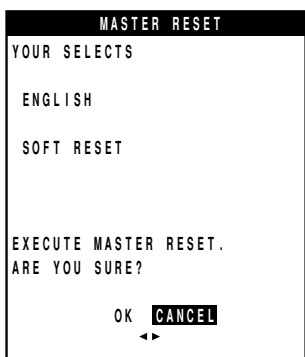 MASTER RESET
YOUR SELECTS
ENGLISH
SOFT RESET
EXECUTE MASTER RESET.
ARE YOU SURE?
OK CANCEL
◄►